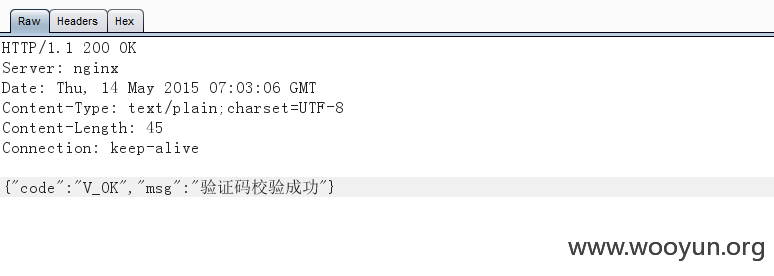 Raw Headers Hex
HTTP/1.1 200 OK
Server: nginx
Date: Thu, 14 May 2015 07:03:06 GMT
Content-Type: text/plain;charset=UTF-8
Content-Length: 45
Connection: keep-alive
{"code":"V_OK","msg":"验证码校验成功"}
www.wooyun.org